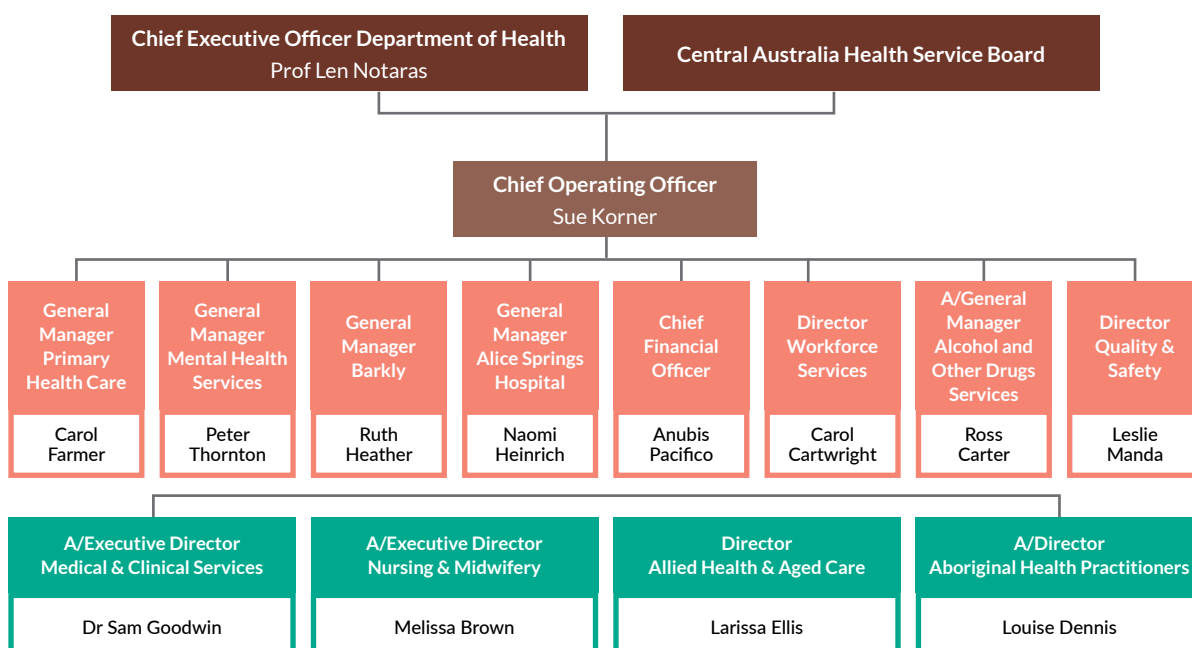 Chief Executive Officer Department of Health
Prof Len Notaras
Central Australia Health Service Board
Chief Operating Officer
Sue Korner
General
Manager
Primary
Health Care
Carol
Farmer
General
Manager
Mental Health
Services
Peter
Thornton
General
Manager
Barkly
Ruth
Heather
General
Manager
Alice Springs
Hospital
Naomi
Heinrich
Chief
Financial
Officer
Anubis
Pacifico
Director
Workforce
Services
Carol
Cartwright
A/General
Manager
Alcohol and
Other Drugs
Services
Ross
Carter
Director
Quality &
Safety
Leslie
Manda
A/Executive Director
Medical & Clinical Services
Dr Sam Goodwin
A/Executive Director
Nursing & Midwifery
Melissa Brown
Director
Allied Health & Aged Care
Larissa Ellis
A/Director
Aboriginal Health Practitioners
Louise Dennis